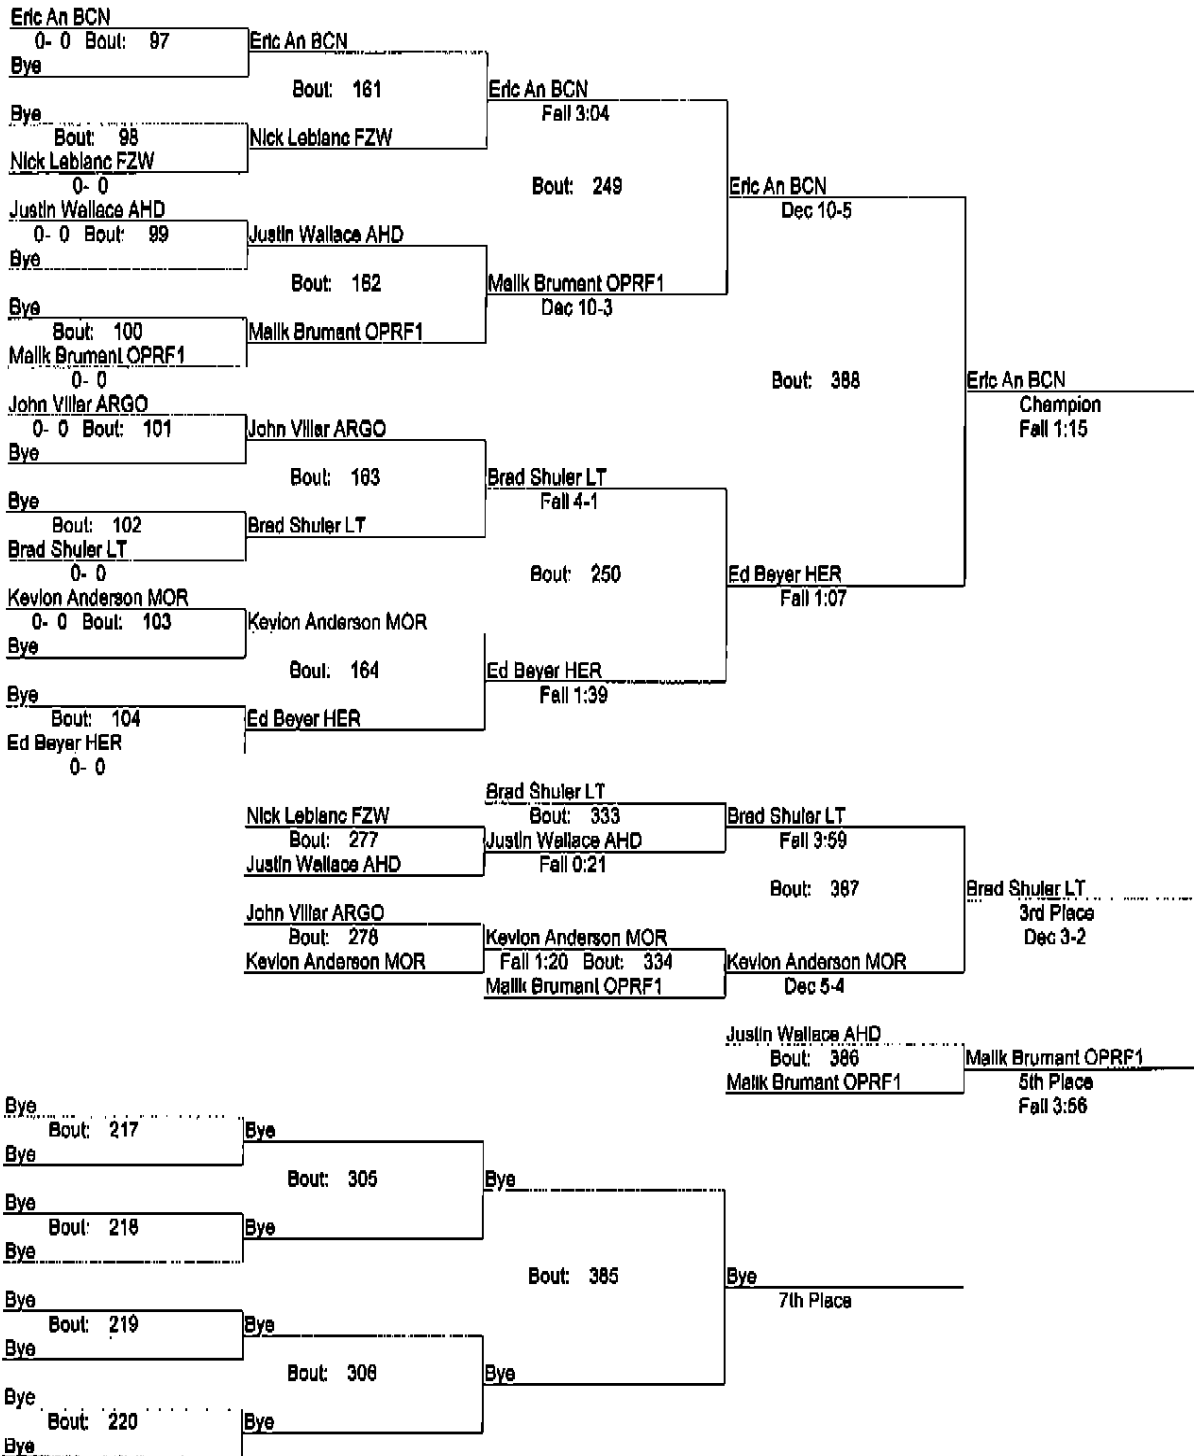 Eric An BCN
0- 0 Bout: 97
Bye
Eric An BCN
Bout: 161
Eric An BCN
Fall 3:04
Bye
Bout: 98
Nick Leblanc FZW
Nick Leblanc FZW
0- 0
Bout: 249
Eric An BCN
Dec 10-5
Justin Wallace AHD
0- 0 Bout: 99
Bye
Justin Wallace AHD
Bout: 162
Malik Brumant OPRF1
Dec 10-3
Bye
Bout: 100
Malik Brumant OPRF1
Malik Brumant OPRF1
0- 0
Bout: 388
Eric An BCN
Champion
Fall 1:15
John Villar ARGO
0- 0 Bout: 101
Bye
John Villar ARGO
Bout: 163
Brad Shuler LT
Fall 4-1
Bye
Bout: 102
Brad Shuler LT
Brad Shuler LT
0- 0
Bout: 250
Ed Beyer HER
Fall 1:07
Kevion Anderson MOR
0- 0 Bout: 103
Bye
Kevion Anderson MOR
Bout: 164
Ed Beyer HER
Fall 1:39
Bye
Bout: 104
Ed Beyer HER
Ed Beyer HER
0- 0
Brad Shuler LT
Nick Leblanc FZW
Bout: 333
Brad Shuler LT
Bout: 277
Justin Wallace AHD
Fall 3:59
Justin Wallace AHD
Fall 0:21
Bout: 387
Brad Shuler LT
3rd Place
Dec 3-2
John Villar ARGO
Bout: 278
Kevion Anderson MOR
Kevion Anderson MOR
Fall 1:20 Bout: 334
Kevion Anderson MOR
Malik Brumant OPRF1
Dec 5-4
Justin Wallace AHD
Bout: 386
Malik Brumant OPRF1
Malik Brumant OPRF1
5th Place
Fall 3:56
Bye
Bout: 217
Bye
Bye
Bout: 305
Bye
Bye
Bout: 218
Bye
Bye
Bout: 385
Bye
7th Place
Bye
Bout: 219
Bye
Bye
Bout: 306
Bye
Bye
Bout: 220
Bye
Bye